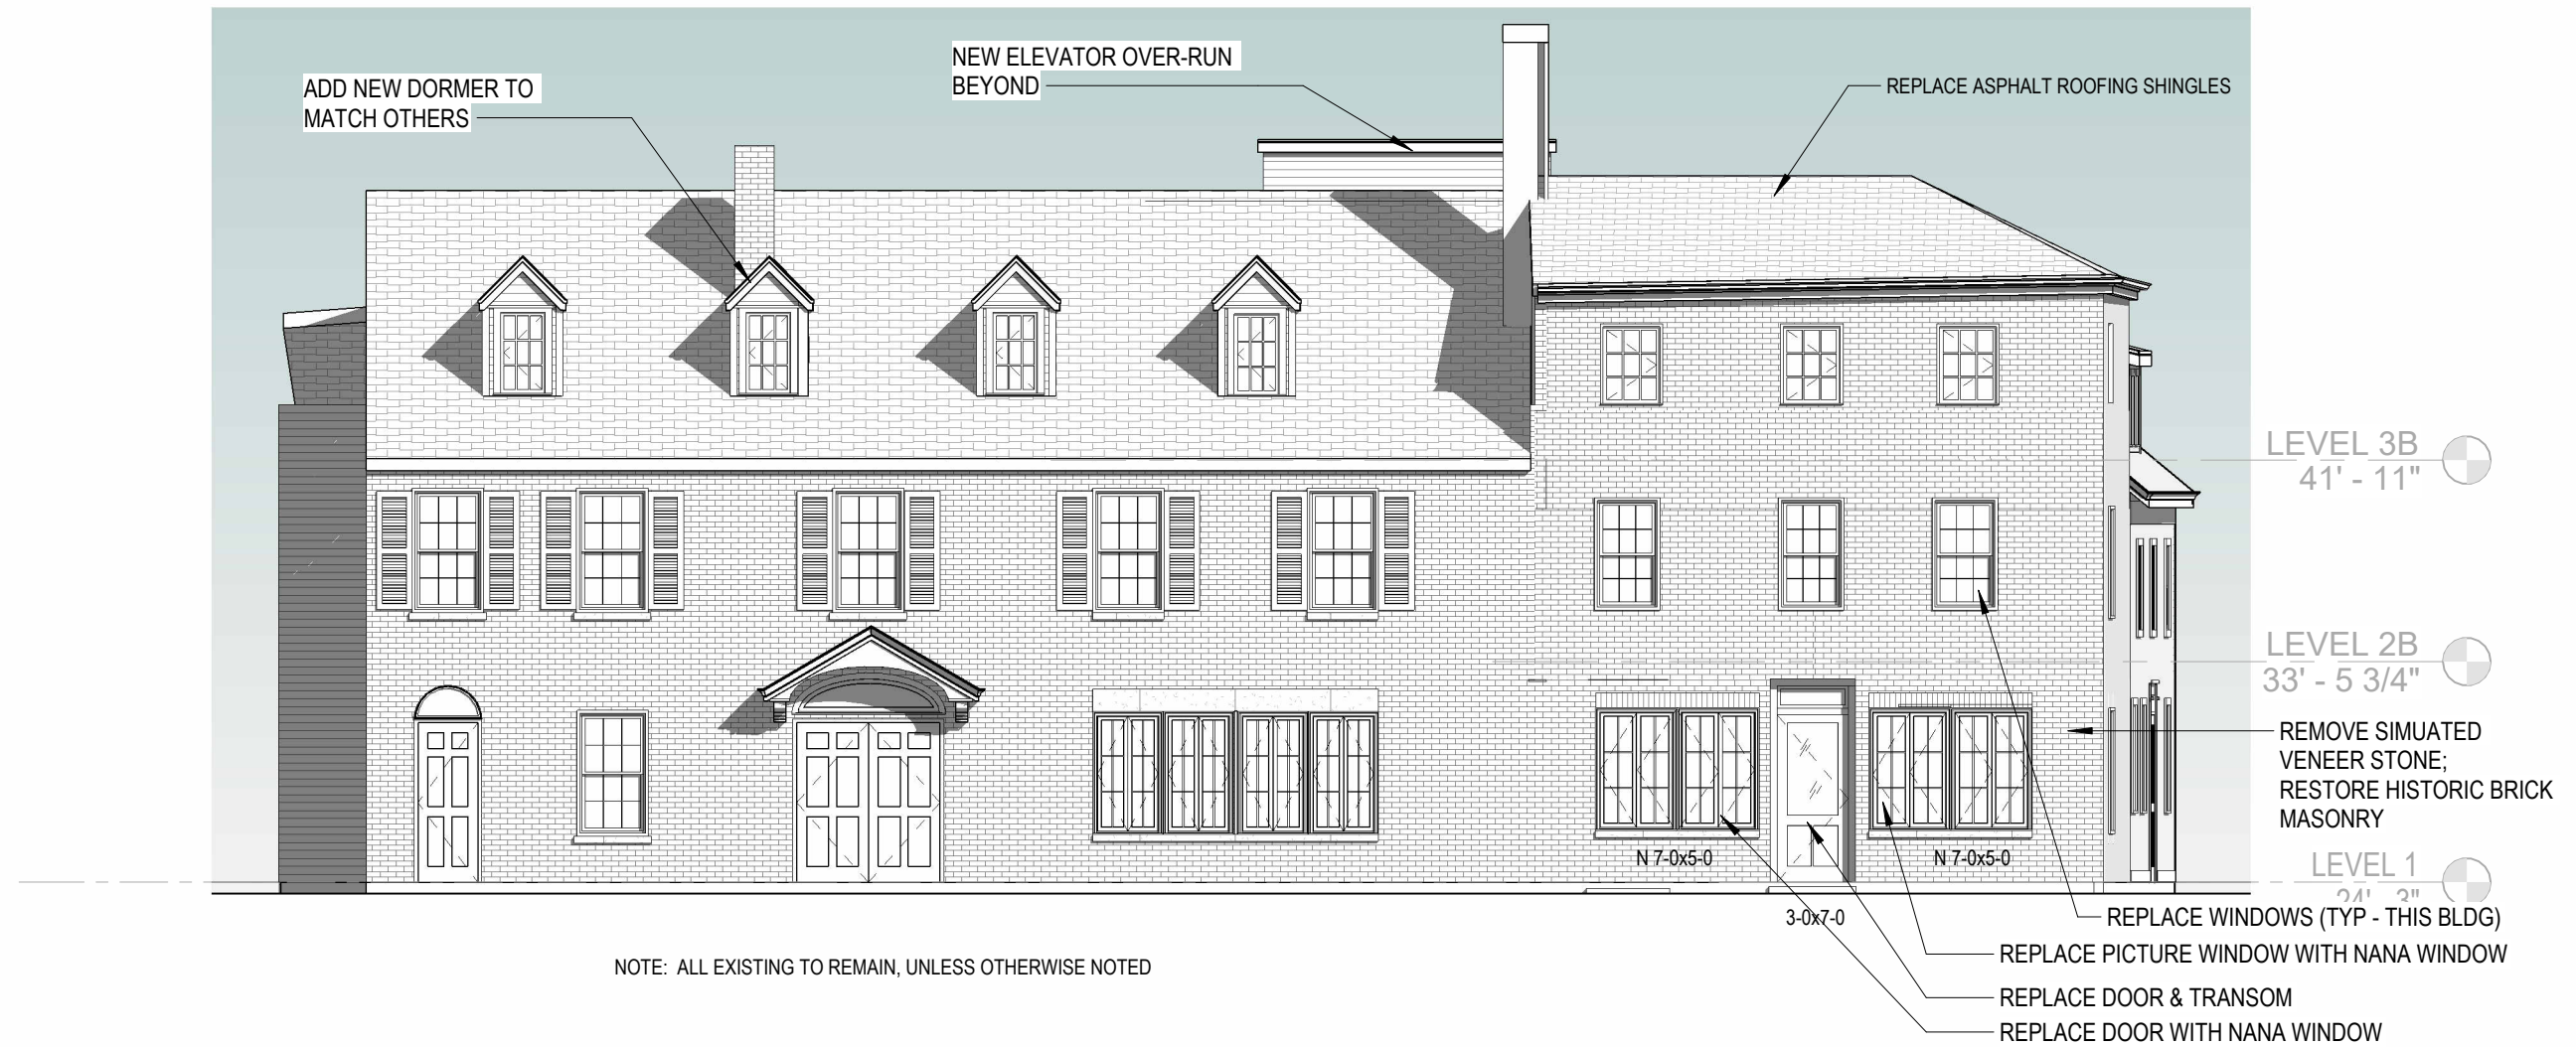 NEW ELEVATOR OVER-RUN
BEYOND
ADD NEW DORMER TO
MATCH OTHERS
REPLACE ASPHALT ROOFING SHINGLES
LEVEL 3B
41' - 11"
LEVEL 2B
33' - 5 3/4"
REMOVE SIMUATED
VENEER STONE;
RESTORE HISTORIC BRICK
MASONRY
N 7-0x5-0
N 7-0x5-0
LEVEL 1
24' - 3"
3-0x7-0
REPLACE WINDOWS (TYP - THIS BLDG)
REPLACE PICTURE WINDOW WITH NANA WINDOW
NOTE: ALL EXISTING TO REMAIN, UNLESS OTHERWISE NOTED
REPLACE DOOR & TRANSOM
REPLACE DOOR WITH NANA WINDOW